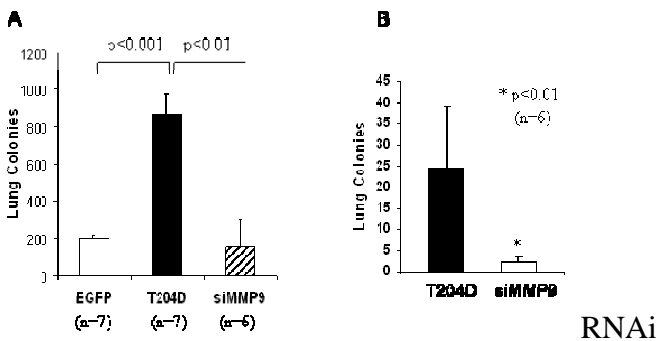 A
p<0.001
p<0.01
1200
1000
800
600
400
200
0
Lung Colonies
EGFP
T204D
siMMP9
(n=7)
(n=7)
(n=6)
B
45
40
35
30
25
20
15
10
5
0
Lung Colonies
* p<0.01
(n=6)
*
T204D
siMMP9
RNAi